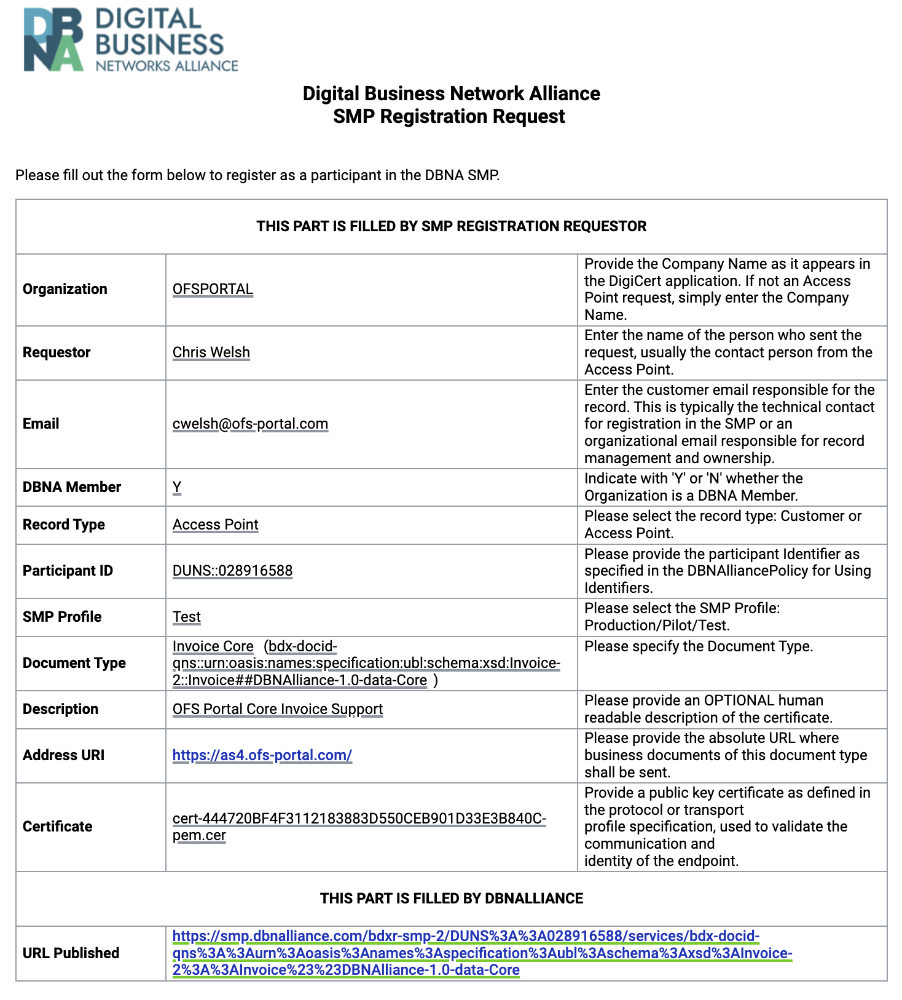 DBNA
DIGITAL
BUSINESS
NETWORKS ALLIANCE
Digital Business Network Alliance
SMP Registration Request
Please fill out the form below to register as a participant in the DBNA SMP.
THIS PART IS FILLED BY SMP REGISTRATION REQUESTOR
Organization
OFSPORTAL
Provide the Company Name as it appears in
the DigiCert application. If not an Access
Point request, simply enter the Company
Name.
Requestor
Chris Welsh
Enter the name of the person who sent the
request, usually the contact person from the
Access Point.
Email
cwelsh@ofs-portal.com
Enter the customer email responsible for the
record. This is typically the technical contact
for registration in the SMP or an
organizational email responsible for record
management and ownership.
DBNA Member
Y
Indicate with 'Y' or 'N' whether the
Organization is a DBNA Member.
Record Type
Access Point
Please select the record type: Customer or
Access Point.
Participant ID
DUNS::028916588
Please provide the participant Identifier as
specified in the DBNAlliancePolicy for Using
Identifiers.
SMP Profile
Test
Please select the SMP Profile:
Production/Pilot/Test.
Document Type
Invoice Core (bdx-docid-
qns::urn:oasis:names:specification:ubl:schema:xsd:Invoice-
2::Invoice##DBNAlliance-1.0-data-Core )
Please specify the Document Type.
Description
OFS Portal Core Invoice Support
Please provide an OPTIONAL human
readable description of the certificate.
Address URI
https://as4.ofs-portal.com/
Please provide the absolute URL where
business documents of this document type
shall be sent.
Certificate
cert-444720BF4F3112183883D550CEB901D33E3B840C-
pem.cer
Provide a public key certificate as defined in
the protocol or transport
profile specification, used to validate the
communication and
identity of the endpoint.
THIS PART IS FILLED BY DBNALLIANCE
URL Published
https://smp.dbnalliance.com/bdxr-smp-2/DUNS%3A%3A028916588/services/bdx-docid-
qns%3A%3Aurn%3Aoasis%3Anames%3Aspecification%3Aubl%3Aschema%3Axsd%3AInvoice-
2%3A%3AInvoice%23%23DBNAlliance-1.0-data-Core